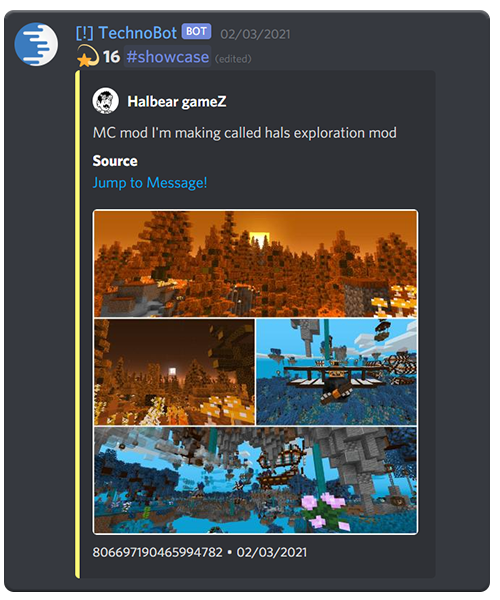 [!] TechnoBot BOT 02/03/2021
16 #showcase (edited)
Halbear gameZ
MC mod I'm making called hals exploration mod
Source
Jump to Message!
806697190465994782 • 02/03/2021